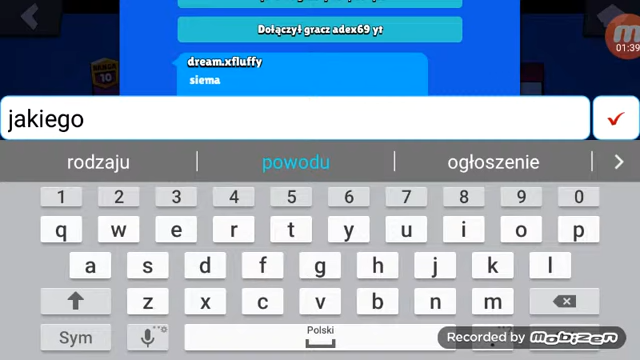 Dołączył gracz adex69 yt
dream.xfluffy
siema
10
01:39
jakiego
rodzaju powodu ogłoszenie
1 2 3 4 5 6 7 8 9 0
q w e r t y u i o p
a s d f g h j k l
z x c v b n m
Sym Polski
Recorded by Mobizen